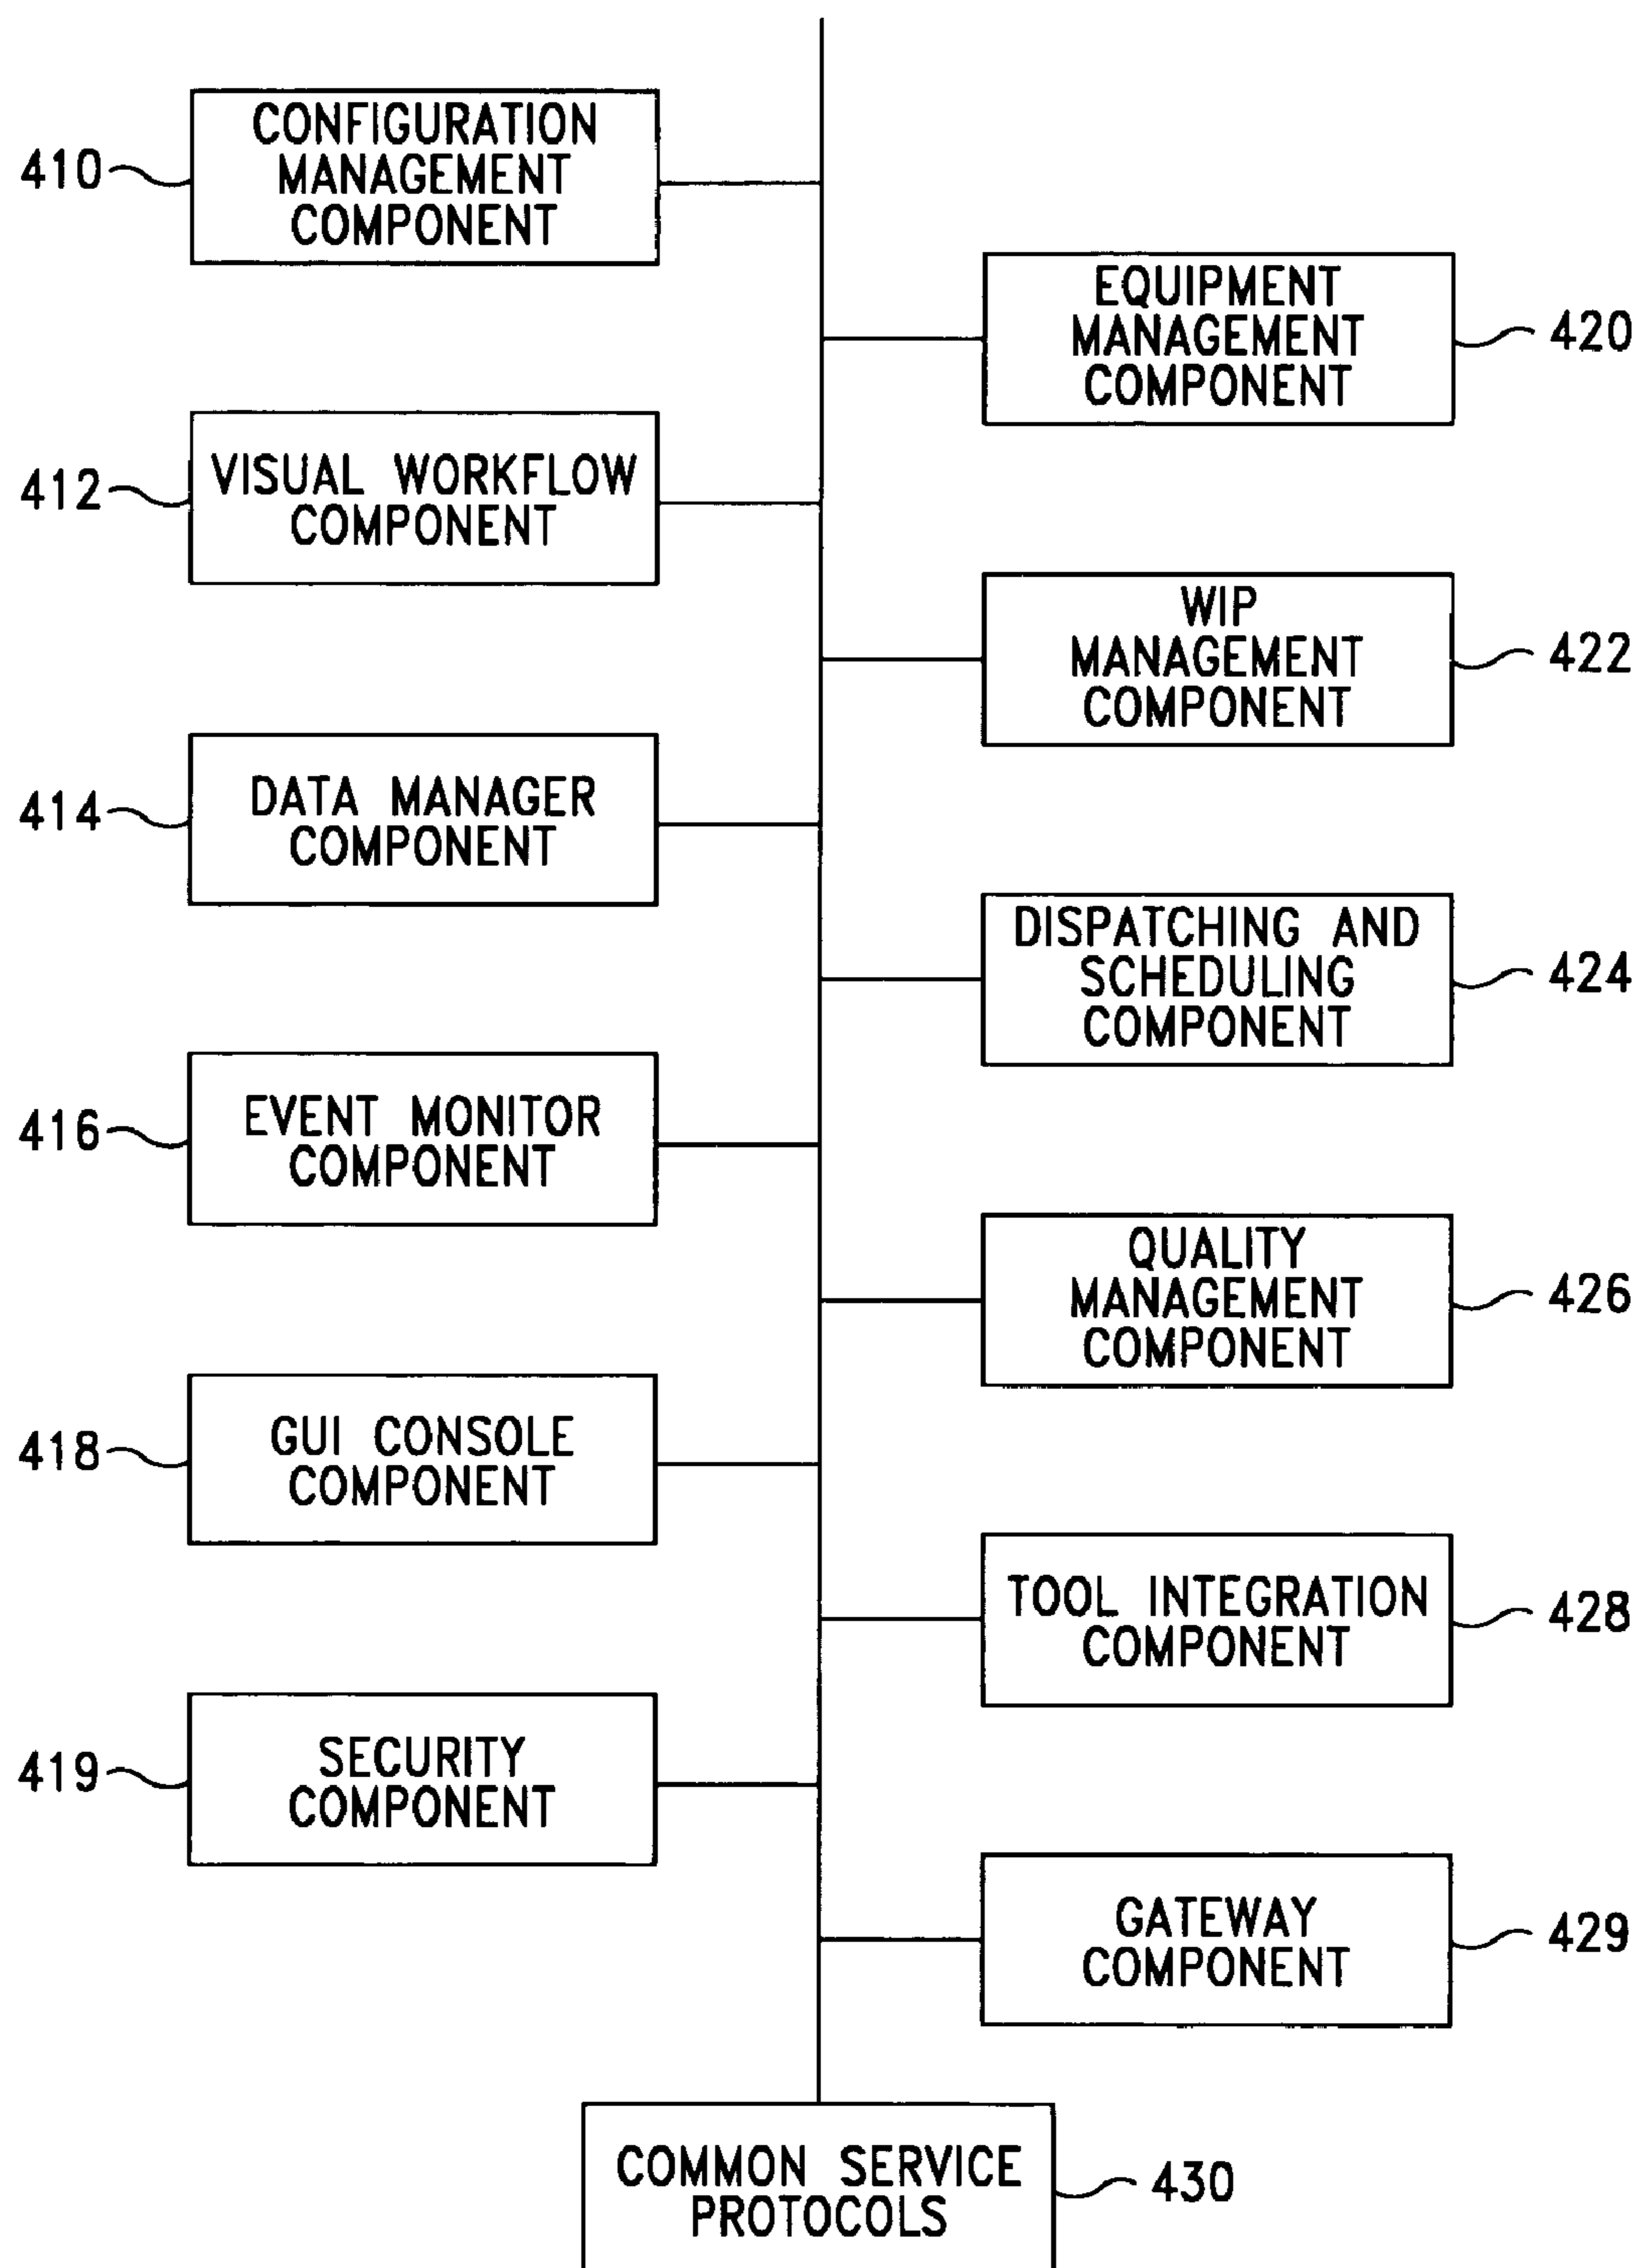 CONFIGURATION
MANAGEMENT
COMPONENT
410
EQUIPMENT
MANAGEMENT
COMPONENT
420
VISUAL WORKFLOW
COMPONENT
412
WIP
MANAGEMENT
COMPONENT
422
DATA MANAGER
COMPONENT
414
DISPATCHING AND
SCHEDULING
COMPONENT
424
EVENT MONITOR
COMPONENT
416
QUALITY
MANAGEMENT
COMPONENT
426
GUI CONSOLE
COMPONENT
418
TOOL INTEGRATION
COMPONENT
428
SECURITY
COMPONENT
419
GATEWAY
COMPONENT
429
COMMON SERVICE
PROTOCOLS
430